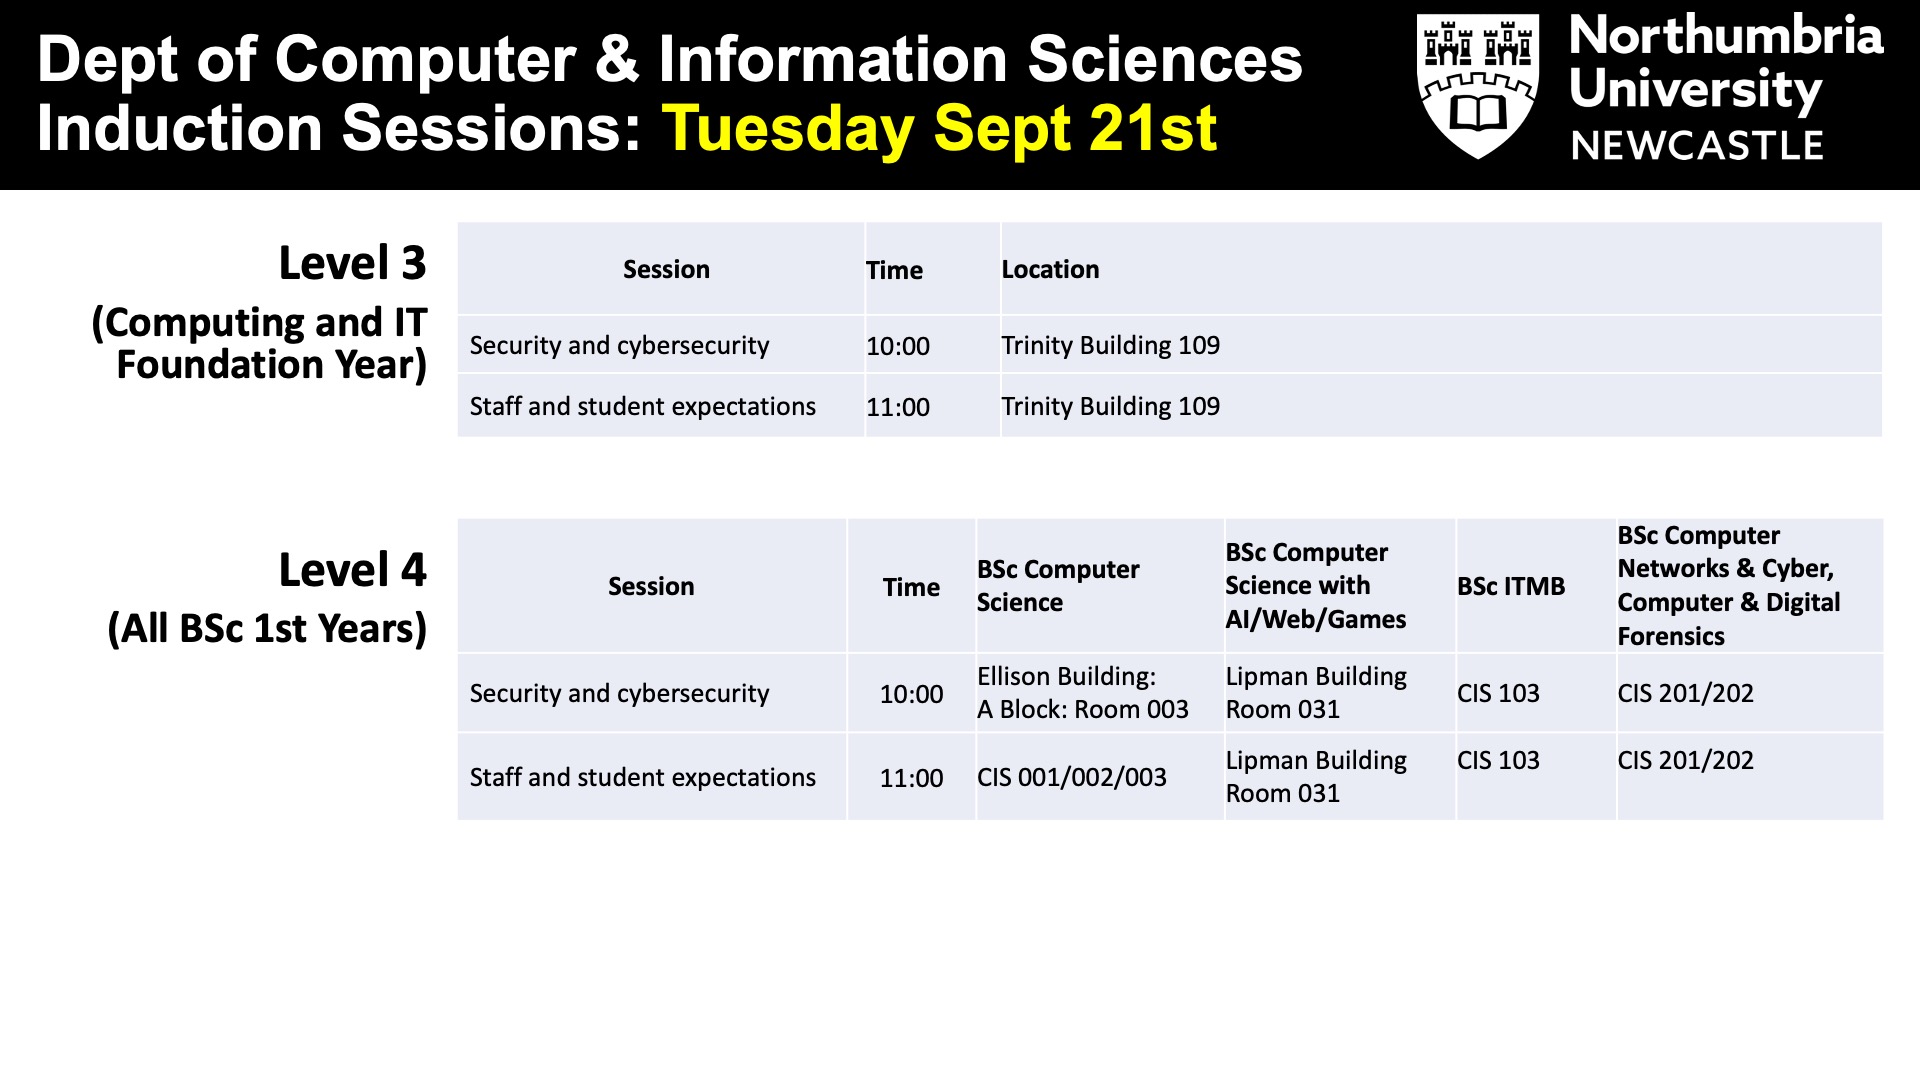 Dept of Computer & Information Sciences
Induction Sessions: Tuesday Sept 21st
Northumbria
University
NEWCASTLE
Level 3
(Computing and IT
Foundation Year)
Session Time Location
Security and cybersecurity 10:00 Trinity Building 109
Staff and student expectations 11:00 Trinity Building 109
Level 4
(All BSc 1st Years)
Session
Time
BSc Computer
Science
BSc Computer
Science with
AI/Web/Games
BSc ITMB
BSc Computer
Networks & Cyber,
Computer & Digital
Forensics
Security and cybersecurity
10:00
Ellison Building:
A Block: Room 003
Lipman Building
Room 031
CIS 103
CIS 201/202
Staff and student expectations
11:00
CIS 001/002/003
Lipman Building
Room 031
CIS 103
CIS 201/202